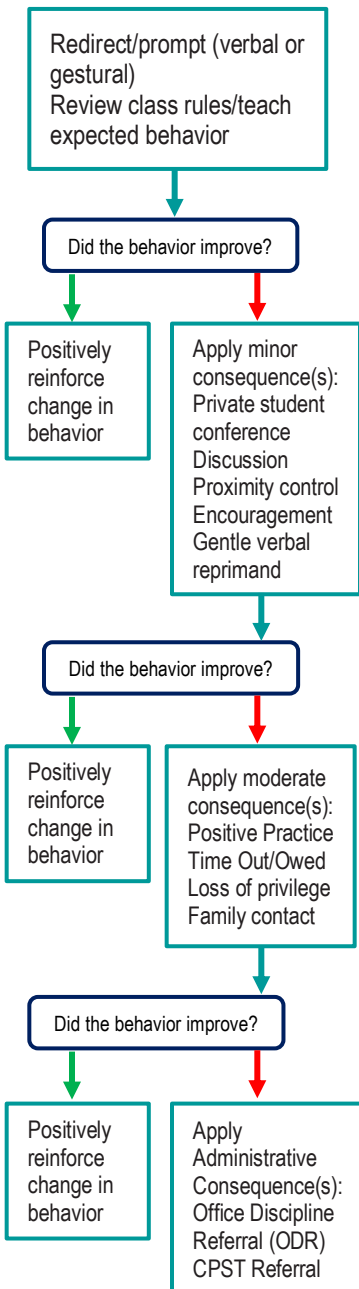 Redirect/prompt (verbal or
gestural)
Review class rules/teach
expected behavior
Did the behavior improve?
Positively
reinforce
change in
behavior
Apply minor
consequence(s):
Private student
conference
Discussion
Proximity control
Encouragement
Gentle verbal
reprimand
Did the behavior improve?
Positively
reinforce
change in
behavior
Apply moderate
consequence(s):
Positive Practice
Time Out/Owed
Loss of privilege
Family contact
Did the behavior improve?
Positively
reinforce
change in
behavior
Apply
Administrative
Consequence(s):
Office Discipline
Referral (ODR)
CPST Referral